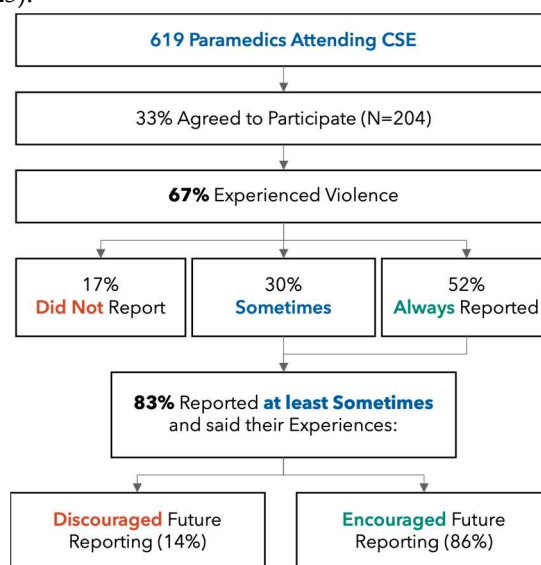 619 Paramedics Attending CSE
33% Agreed to Participate (N=204)
67% Experienced Violence
17%
Did Not Report
30%
Sometimes
52%
Always Reported
83% Reported at least Sometimes
and said their Experiences:
Discouraged Future
Reporting (14%)
Encouraged Future
Reporting (86%)